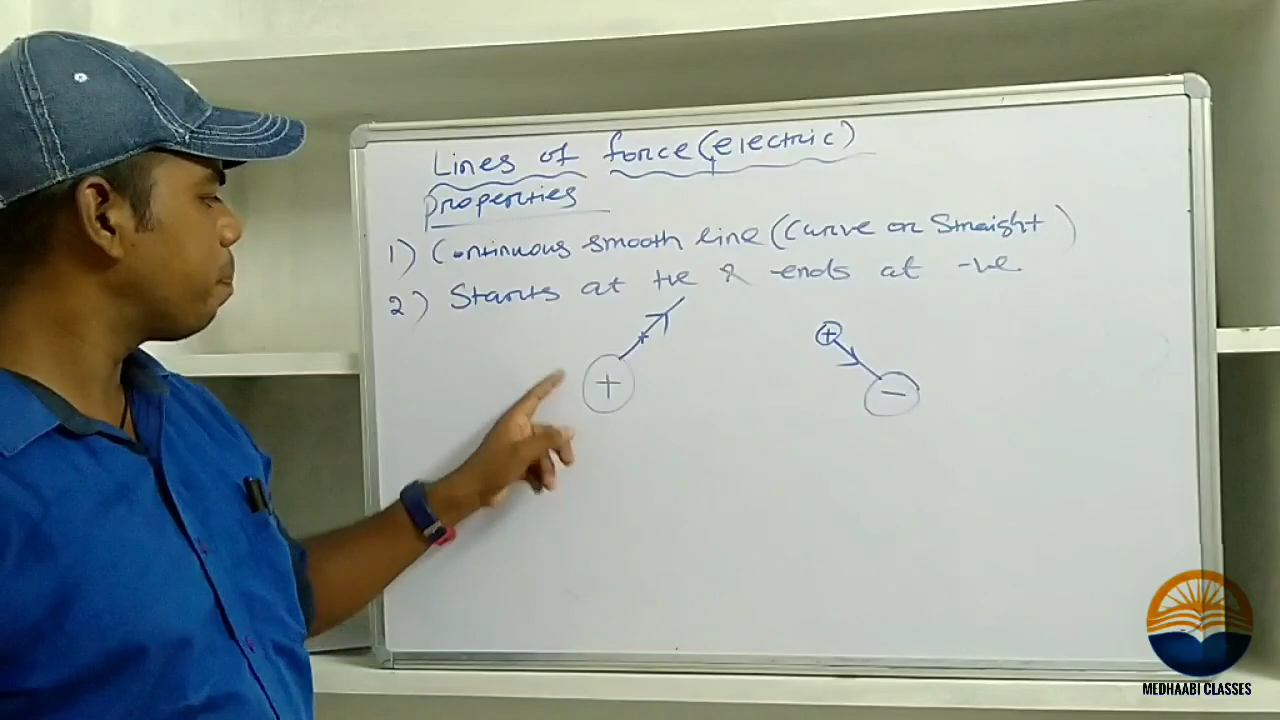 Lines of force (electric)
properties
1) Continuous smooth line (Curve or Straight)
2) Starts at +ve & ends at -ve
+
+
-
MEDHAABI CLASSES